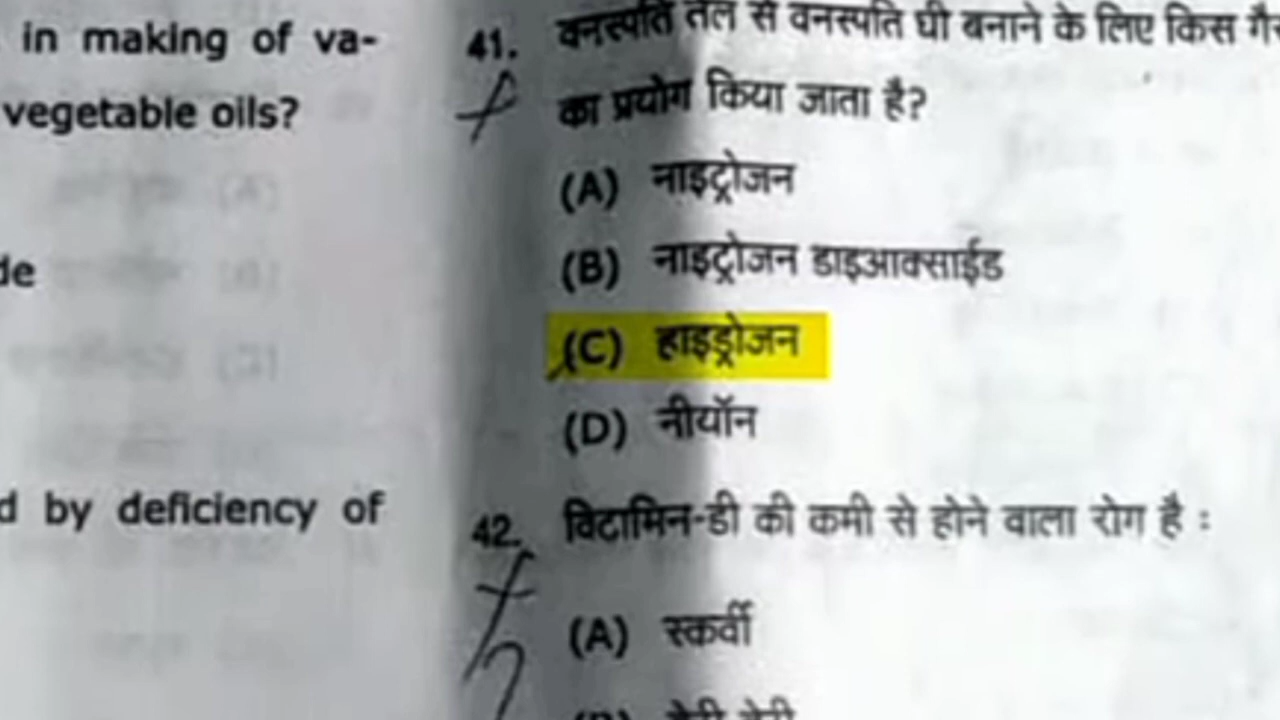 in making of va-
vegetable oils?
de
d by deficiency of
41. वनस्पति तेल से वनस्पति घी बनाने के लिए किस
का प्रयोग किया जाता है?
(A) नाइट्रोजन
(B) नाइट्रोजन डाइआक्साईड
(C) हाइड्रोजन
(D) नीयॉन
42. विटामिन-डी की कमी से होने वाला रोग है :
(A) स्कर्वी